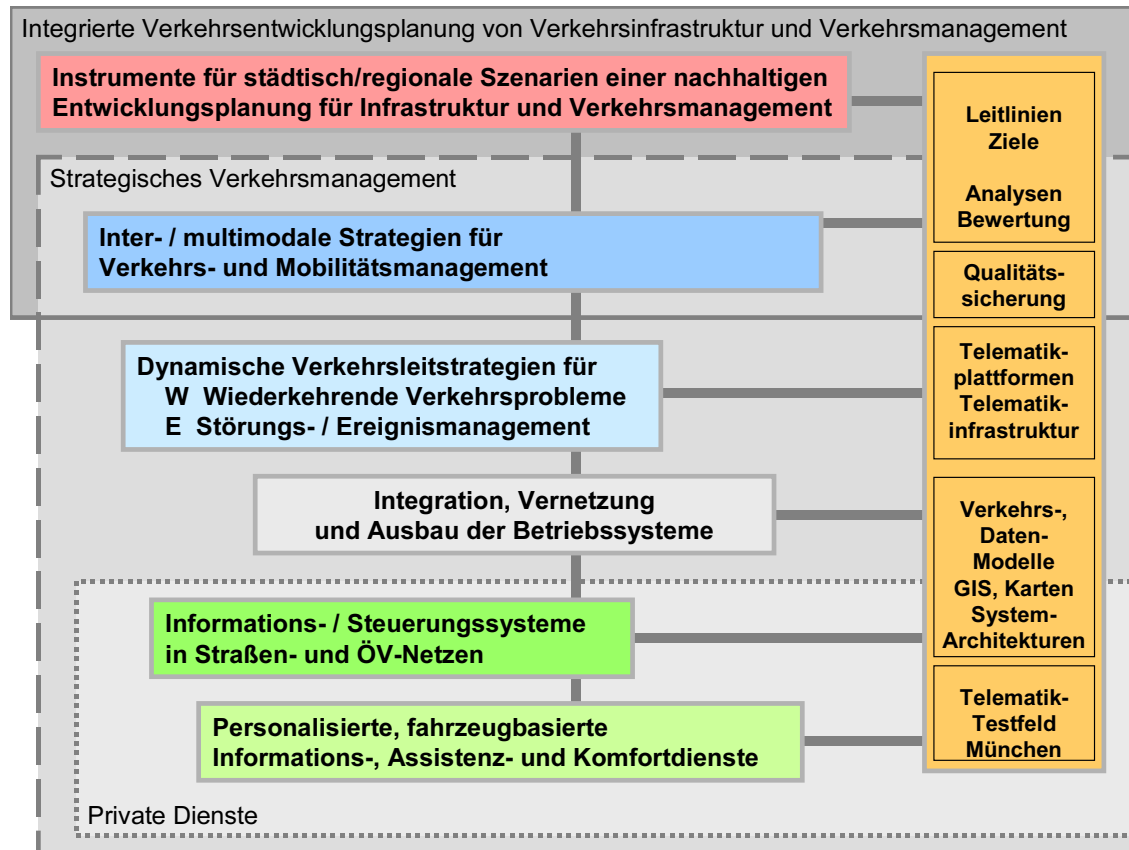 Integrierte Verkehrsentwicklungsplanung von Verkehrsinfrastruktur und Verkehrsmanagement
Instrumente für städtisch/regionale Szenarien einer nachhaltigen
Entwicklungsplanung für Infrastruktur und Verkehrsmanagement
Strategisches Verkehrsmanagement
Inter- / multimodale Strategien für
Verkehrs- und Mobilitätsmanagement
Dynamische Verkehrsleitstrategien für
W Wiederkehrende Verkehrsprobleme
E Störungs- / Ereignismanagement
Integration, Vernetzung
und Ausbau der Betriebssysteme
Informations- / Steuerungssysteme
in Straßen- und ÖV-Netzen
Personalisierte, fahrzeugbasierte
Informations-, Assistenz- und Komfortdienste
Private Dienste
Leitlinien
Ziele
Analysen
Bewertung
Qualitäts-
sicherung
Telematik-
plattformen
Telematik-
infrastruktur
Verkehrs-,
Daten-
Modelle
GIS, Karten
System-
Architekturen
Telematik-
Testfeld
München